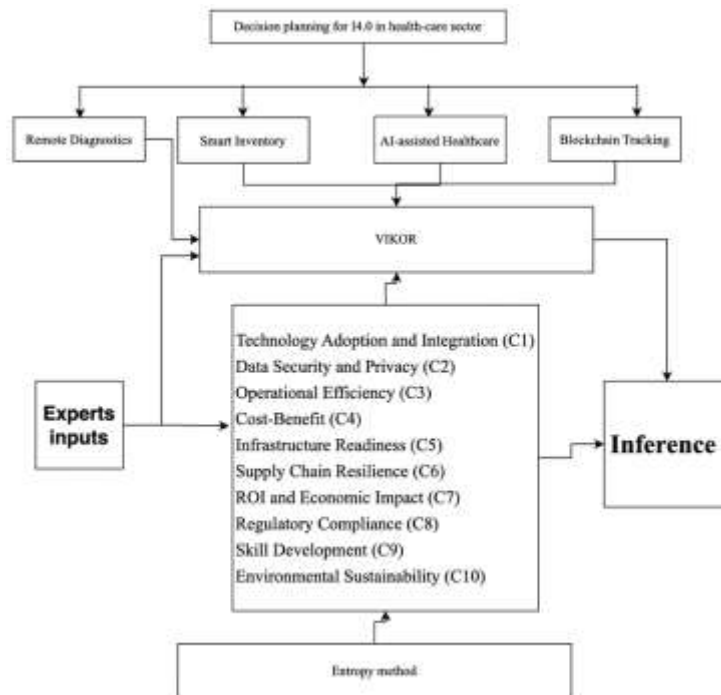 Decision planning for I4.0 in health-care sector
Remote Diagnostics
Smart Inventory
AI-assisted Healthcare
Blockchain Tracking
VIKOR
Technology Adoption and Integration (C1)
Data Security and Privacy (C2)
Operational Efficiency (C3)
Cost-Benefit (C4)
Infrastructure Readiness (C5)
Supply Chain Resilience (C6)
ROI and Economic Impact (C7)
Regulatory Compliance (C8)
Skill Development (C9)
Environmental Sustainability (C10)
Experts
inputs
Inference
Entropy method